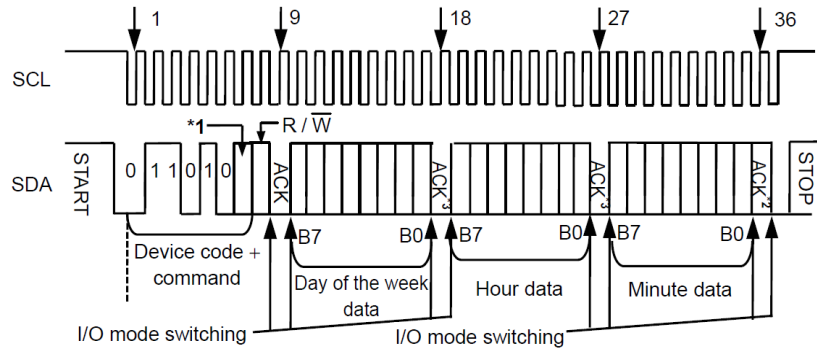 1 9 18 27 36
SCL
*1 R / W
SDA START 0 1 1 0 1 0 ACK ACK*3 ACK*3 ACK*2 STOP
B7 B0 B7 B0 B7 B0
Device code +
command
Day of the week
data
Hour data
Minute data
I/O mode switching I/O mode switching